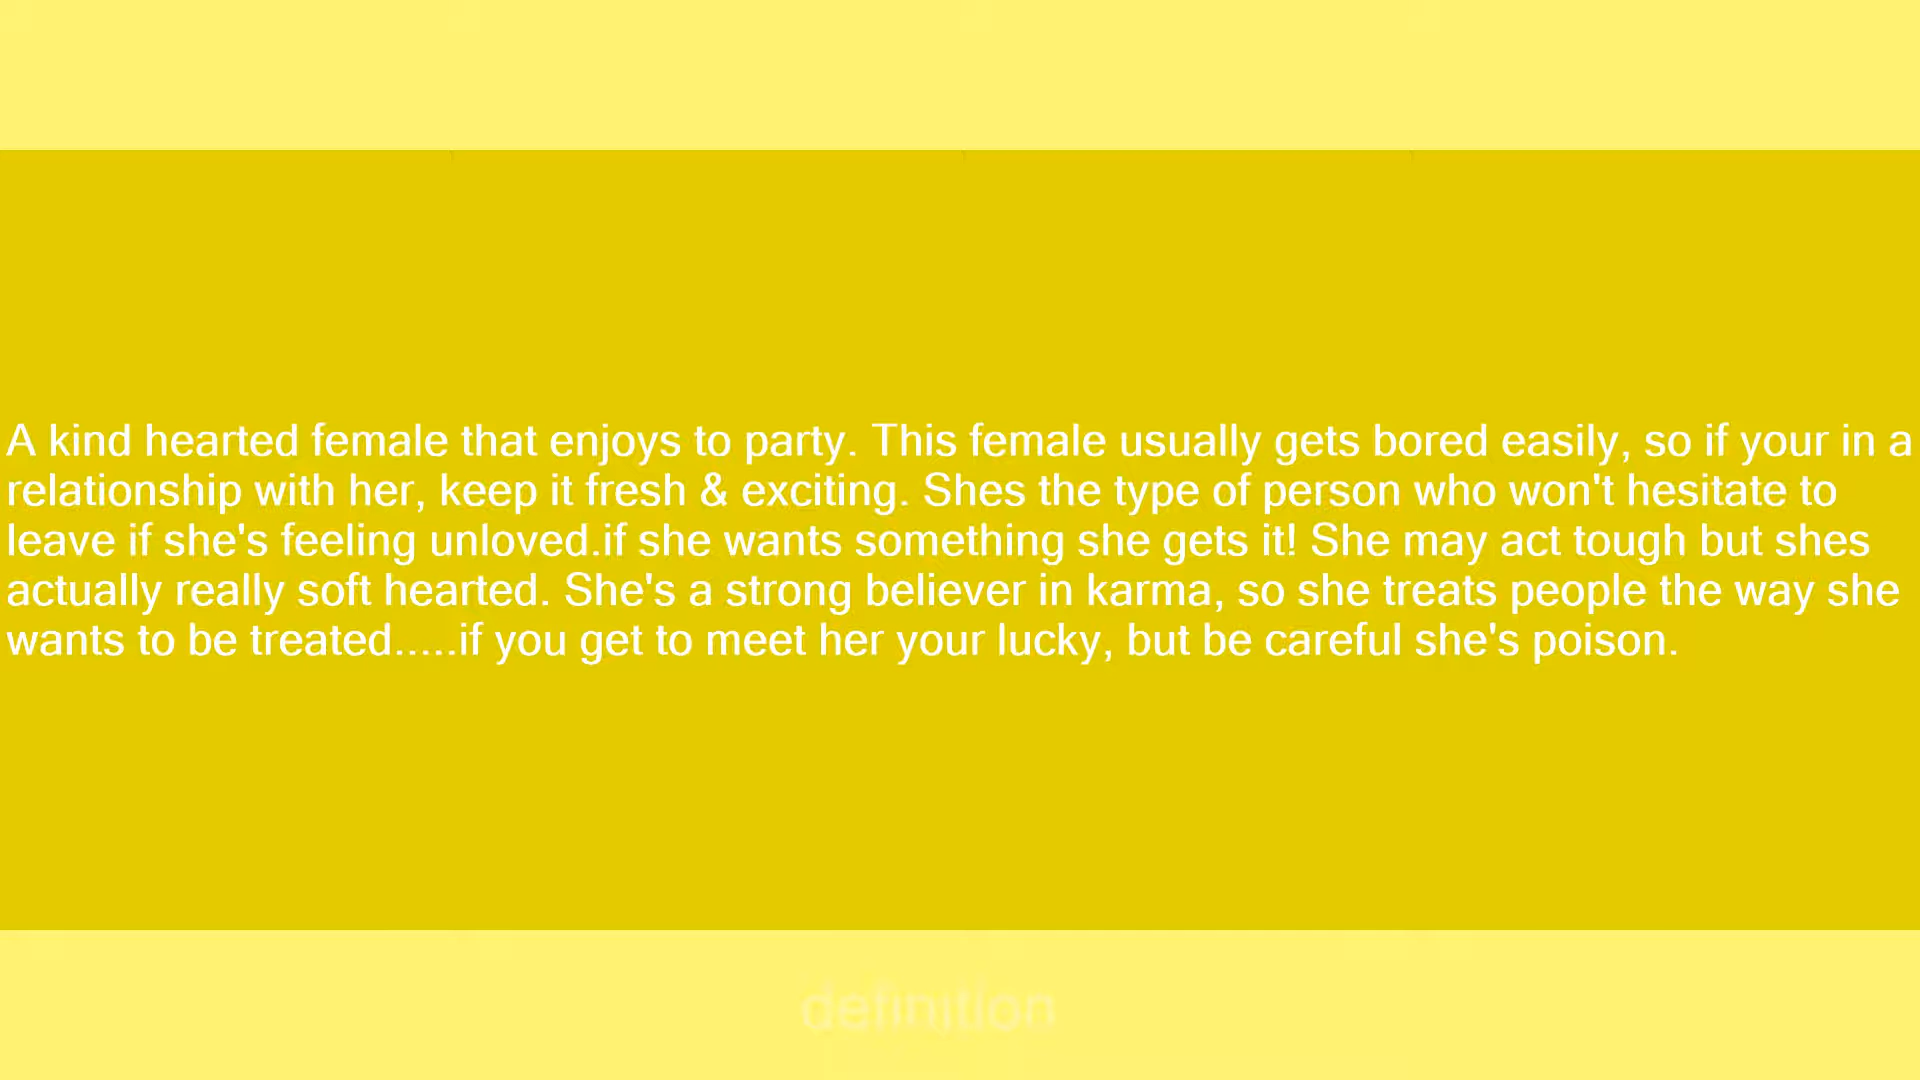 A kind hearted female that enjoys to party. This female usually gets bored easily, so if your in a
relationship with her, keep it fresh & exciting. Shes the type of person who won't hesitate to
leave if she's feeling unloved.if she wants something she gets it! She may act tough but shes
actually really soft hearted. She's a strong believer in karma, so she treats people the way she
wants to be treated.....if you get to meet her your lucky, but be careful she's poison.
definition